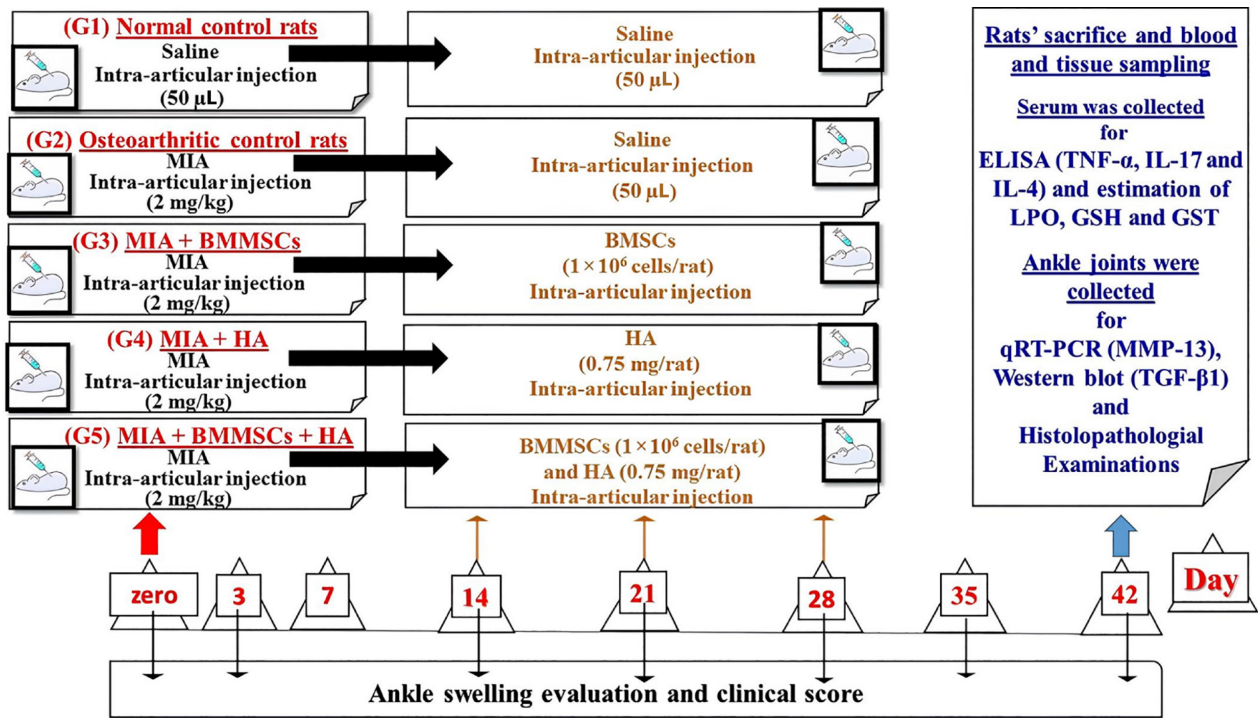 (G1) Normal control rats
Saline
Intra-articular injection
(50 µL)
Saline
Intra-articular injection
(50 µL)
(G2) Osteoarthritic control rats
MIA
Intra-articular injection
(2 mg/kg)
Saline
Intra-articular injection
(50 µL)
(G3) MIA + BMMSCs
MIA
Intra-articular injection
(2 mg/kg)
BMSCs
(1 × 10⁶ cells/rat)
Intra-articular injection
(G4) MIA + HA
MIA
Intra-articular injection
(2 mg/kg)
HA
(0.75 mg/rat)
Intra-articular injection
(G5) MIA + BMMSCs + HA
MIA
Intra-articular injection
(2 mg/kg)
BMMSCs (1 × 10⁶ cells/rat)
and HA (0.75 mg/rat)
Intra-articular injection
Rats’ sacrifice and blood
and tissue sampling
Serum was collected
for
ELISA (TNF-α, IL-17 and
IL-4) and estimation of
LPO, GSH and GST
Ankle joints were
collected
for
qRT-PCR (MMP-13),
Western blot (TGF-β1)
and
Histolopathologial
Examinations
zero 3 7 14 21 28 35 42 Day
Ankle swelling evaluation and clinical score